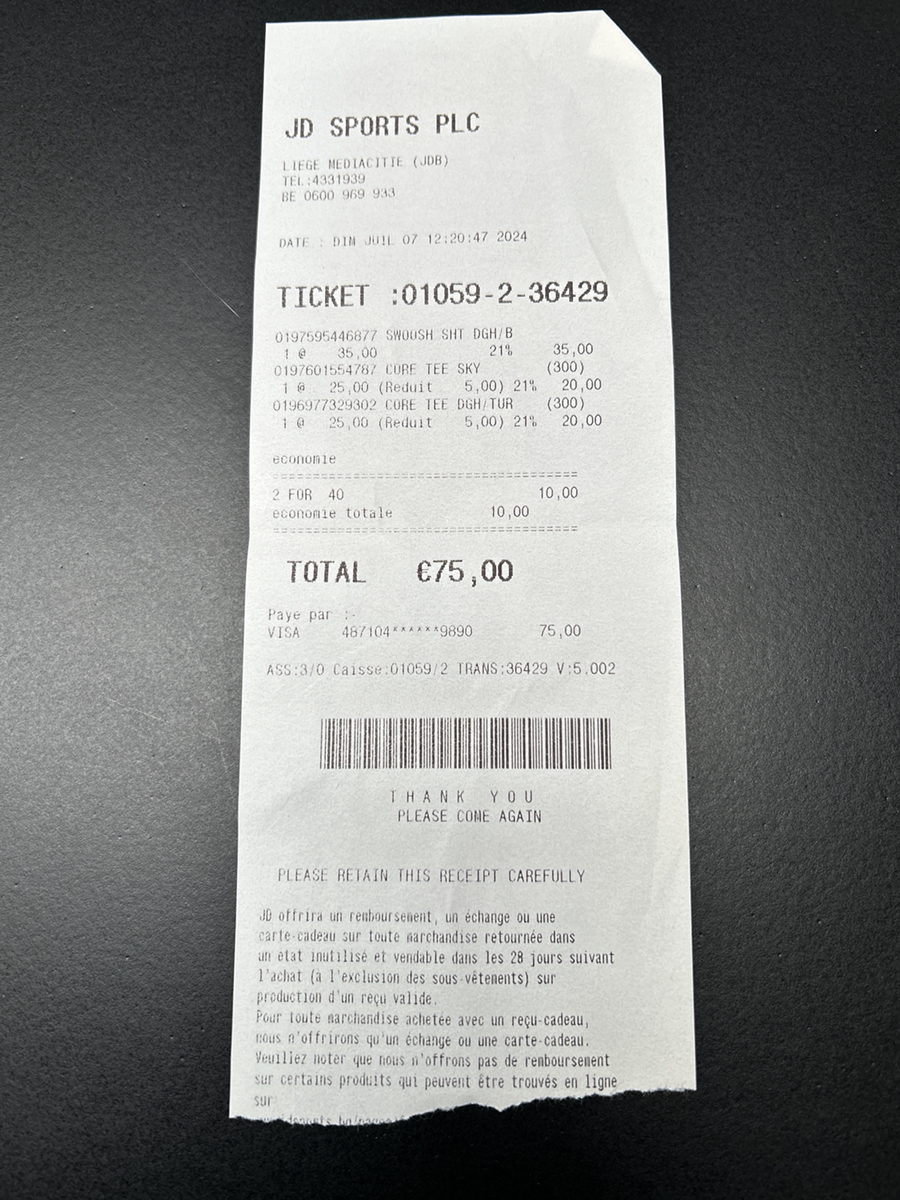 JD SPORTS PLC
LIEGE MEDIACITIE (JDB)
TEL:4331939
BE 0600 969 933
DATE : DIM JUIL 07 12:20:47 2024
TICKET :01059-2-36429
0197595446877 SWOOSH SHT DGH/B
1 @ 35,00 21% 35,00
0197601554787 CORE TEE SKY (300)
1 @ 25,00 (Reduit 5,00) 21% 20,00
0196977329302 CORE TEE DGH/TUR (300)
1 @ 25,00 (Reduit 5,00) 21% 20,00
economie
======================================
2 FOR 40 10,00
economie totale 10,00
======================================
TOTAL €75,00
Paye par :-
VISA 487104******9890 75,00
ASS:3/0 Caisse:01059/2 TRANS:36429 V:5.002
THANK YOU
PLEASE COME AGAIN
PLEASE RETAIN THIS RECEIPT CAREFULLY
JD offrira un remboursement, un échange ou une
carte-cadeau sur toute marchandise retournée dans
un état inutilisé et vendable dans les 28 jours suivant
l'achat (à l'exclusion des sous-vêtements) sur
production d'un reçu valide.
Pour toute marchandise achetée avec un reçu-cadeau,
nous n'offrirons qu'un échange ou une carte-cadeau.
Veuillez noter que nous n'offrons pas de remboursement
sur certains produits qui peuvent être trouvés en ligne
sur